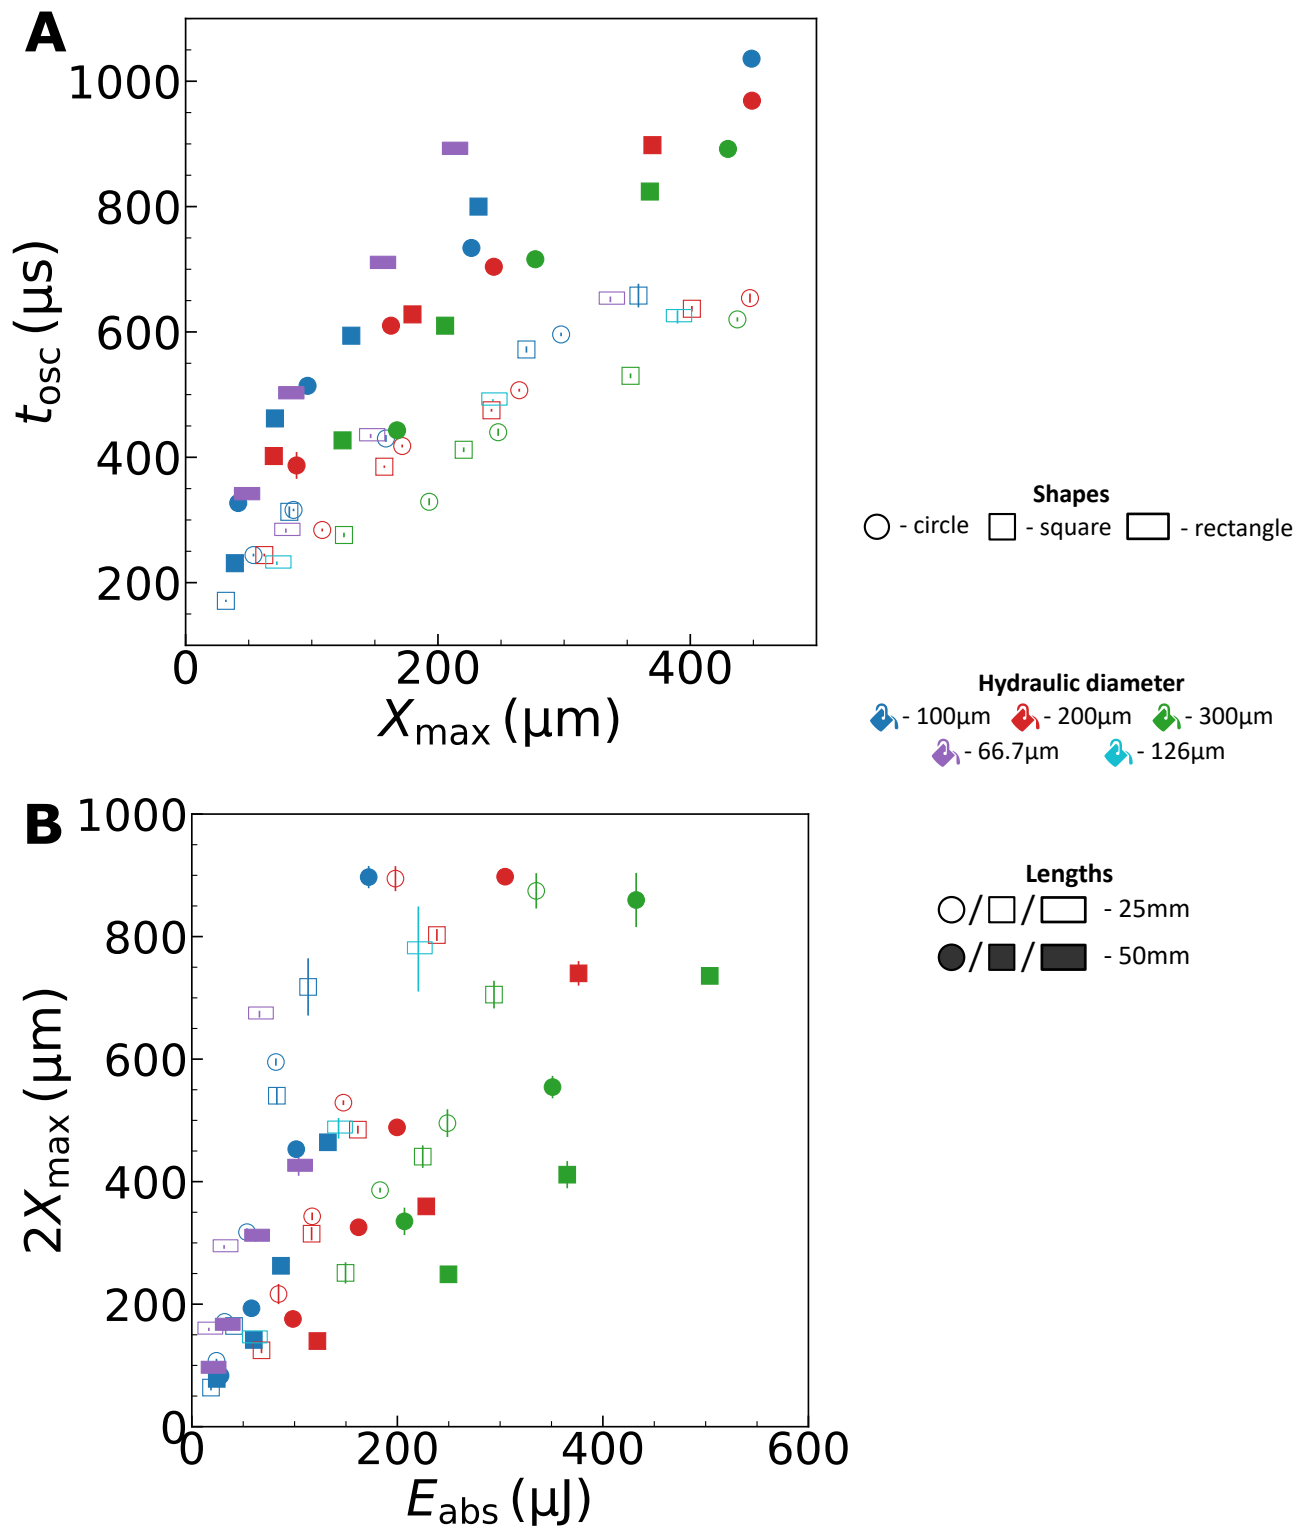 A
1000
800
600
400
200
t_osc (μs)
0 200 400
X_max (μm)
Shapes
- circle - square - rectangle
Hydraulic diameter
- 100μm - 200μm - 300μm
- 66.7μm - 126μm
B
1000
800
600
400
200
0
2X_max (μm)
0 200 400 600
E_abs (μJ)
Lengths
/ / - 25mm
/ / - 50mm